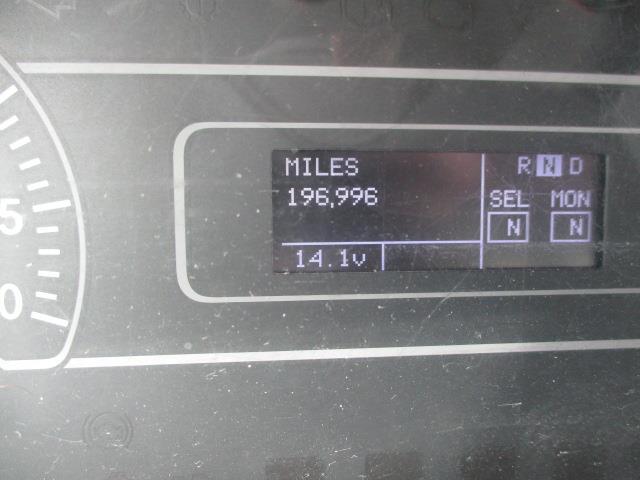 MILES
196,996
14.1v
R N D
SEL MON
N N
5
0